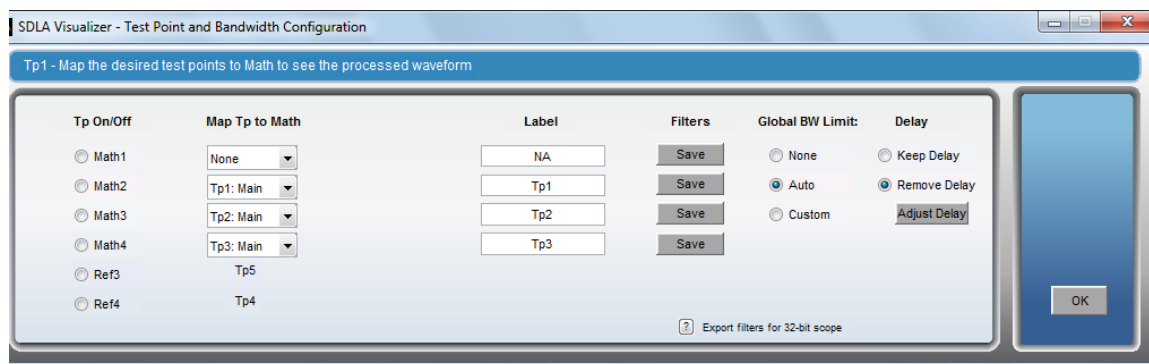 SDLA Visualizer - Test Point and Bandwidth Configuration
Tp1 - Map the desired test points to Math to see the processed waveform
Tp On/Off Map Tp to Math Label Filters Global BW Limit: Delay
Math1 None NA Save None Keep Delay
Math2 Tp1: Main Tp1 Save Auto Remove Delay
Math3 Tp2: Main Tp2 Save Custom Adjust Delay
Math4 Tp3: Main Tp3 Save
Ref3 Tp5
Ref4 Tp4
OK
? Export filters for 32-bit scope